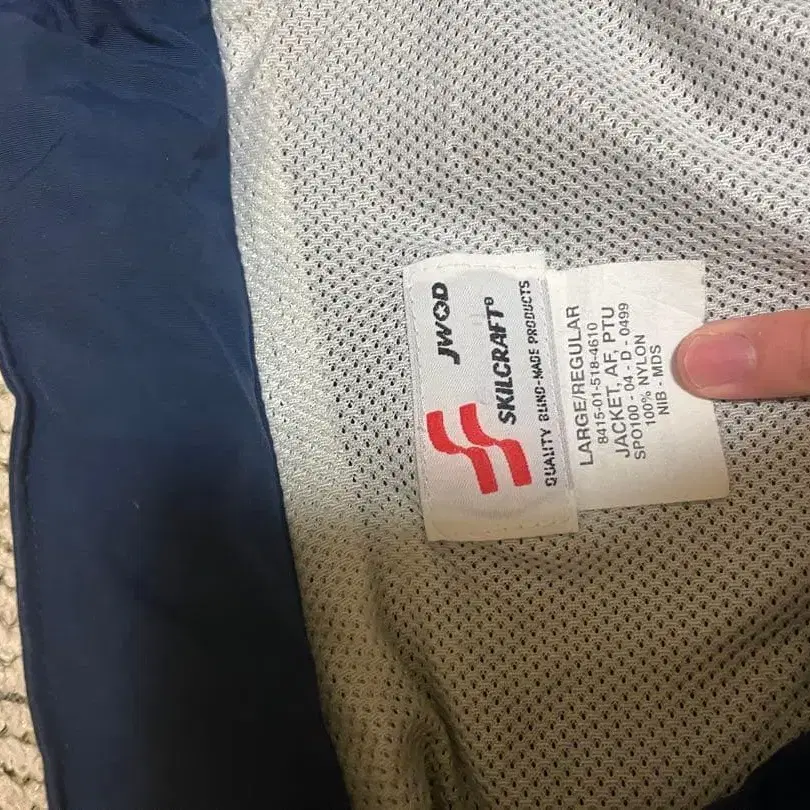 JWOD
SKILCRAFT®
QUALITY BLIND-MADE PRODUCTS
LARGE/REGULAR
8415-01-518-4610
JACKET, AF, PTU
SPO100 - 04 - D - 0499
100% NYLON
NIB - MDS